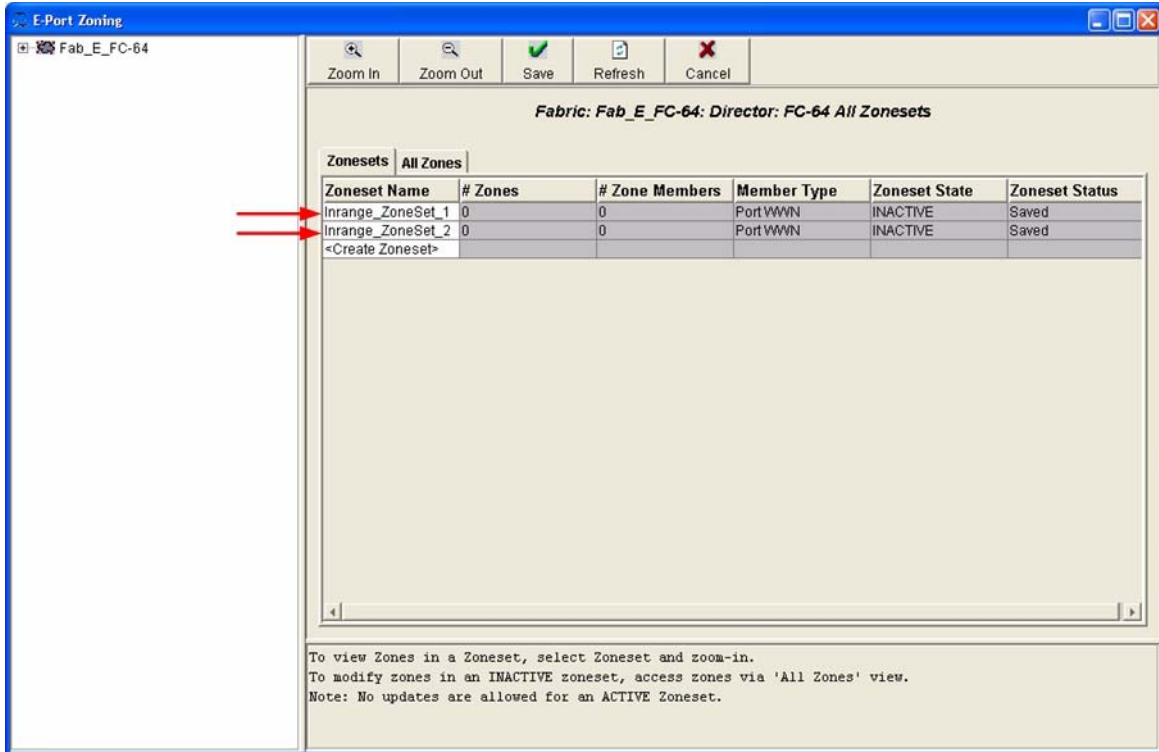 E-Port Zoning
Fab_E_FC-64
Zoom In Zoom Out Save Refresh Cancel
Fabric: Fab_E_FC-64: Director: FC-64 All Zonesets
Zonesets All Zones
Zoneset Name # Zones # Zone Members Member Type Zoneset State Zoneset Status
Inrange_ZoneSet_1 0 0 Port WWN INACTIVE Saved
Inrange_ZoneSet_2 0 0 Port WWN INACTIVE Saved
<Create Zoneset>
To view Zones in a Zoneset, select Zoneset and zoom-in.
To modify zones in an INACTIVE zoneset, access zones via 'All Zones' view.
Note: No updates are allowed for an ACTIVE Zoneset.